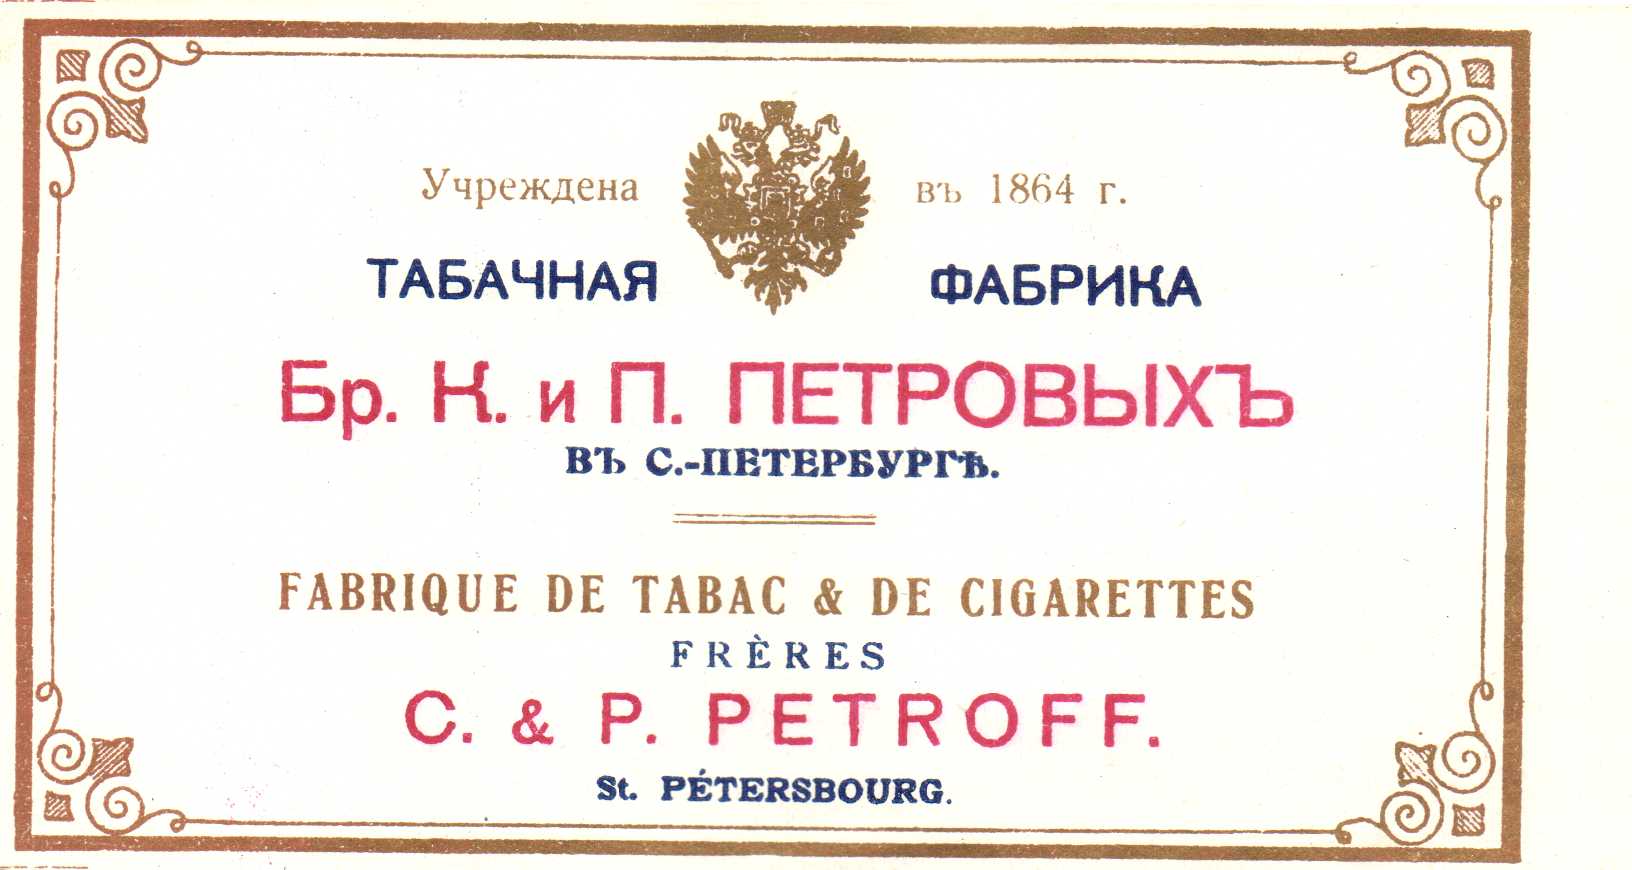 Учреждена въ 1864 г.
ТАБАЧНАЯ ФАБРИКА
Бр. К. и П. ПЕТРОВЫХЪ
ВЪ С.-ПЕТЕРБУРГѢ.
FABRIQUE DE TABAC & DE CIGARETTES
FRÈRES
C. & P. PETROFF.
St. PÉTERSBOURG.